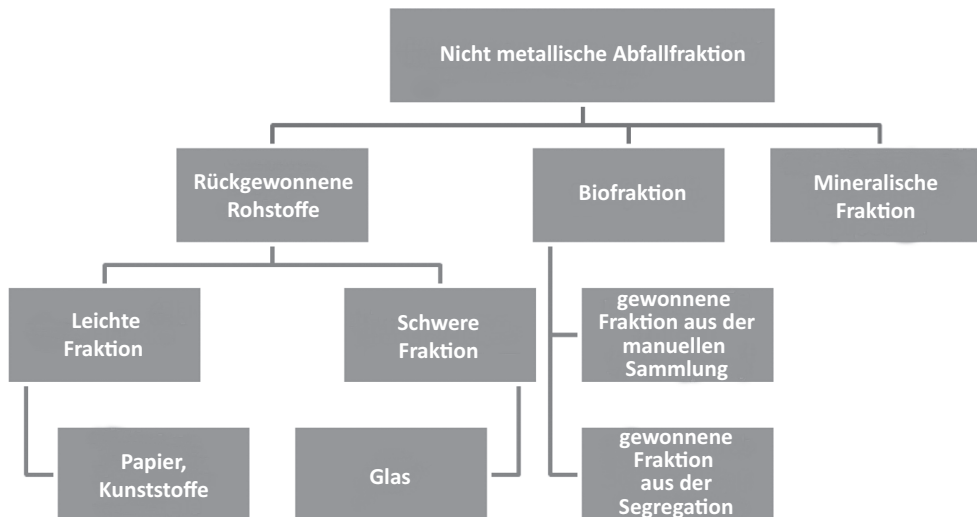 Nicht metallische Abfallfraktion
Rückgewonnene
Rohstoffe
Biofraktion
Mineralische
Fraktion
Leichte
Fraktion
Schwere
Fraktion
gewonnene
Fraktion aus der
manuellen
Sammlung
Papier,
Kunststoffe
Glas
gewonnene
Fraktion
aus der
Segregation